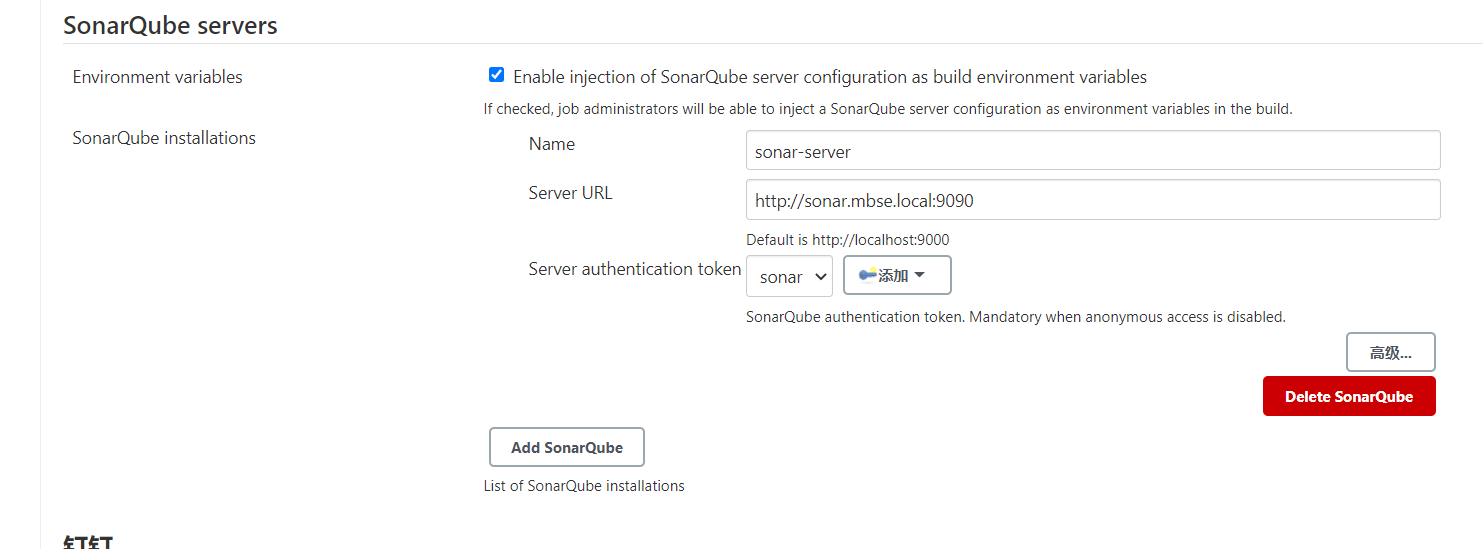 SonarQube servers
Environment variables
Enable injection of SonarQube server configuration as build environment variables
If checked, job administrators will be able to inject a SonarQube server configuration as environment variables in the build.
SonarQube installations
Name
sonar-server
Server URL
http://sonar.mbse.local:9090
Default is http://localhost:9000
Server authentication token
sonar
添加
SonarQube authentication token. Mandatory when anonymous access is disabled.
高级...
Delete SonarQube
Add SonarQube
List of SonarQube installations
钉钉